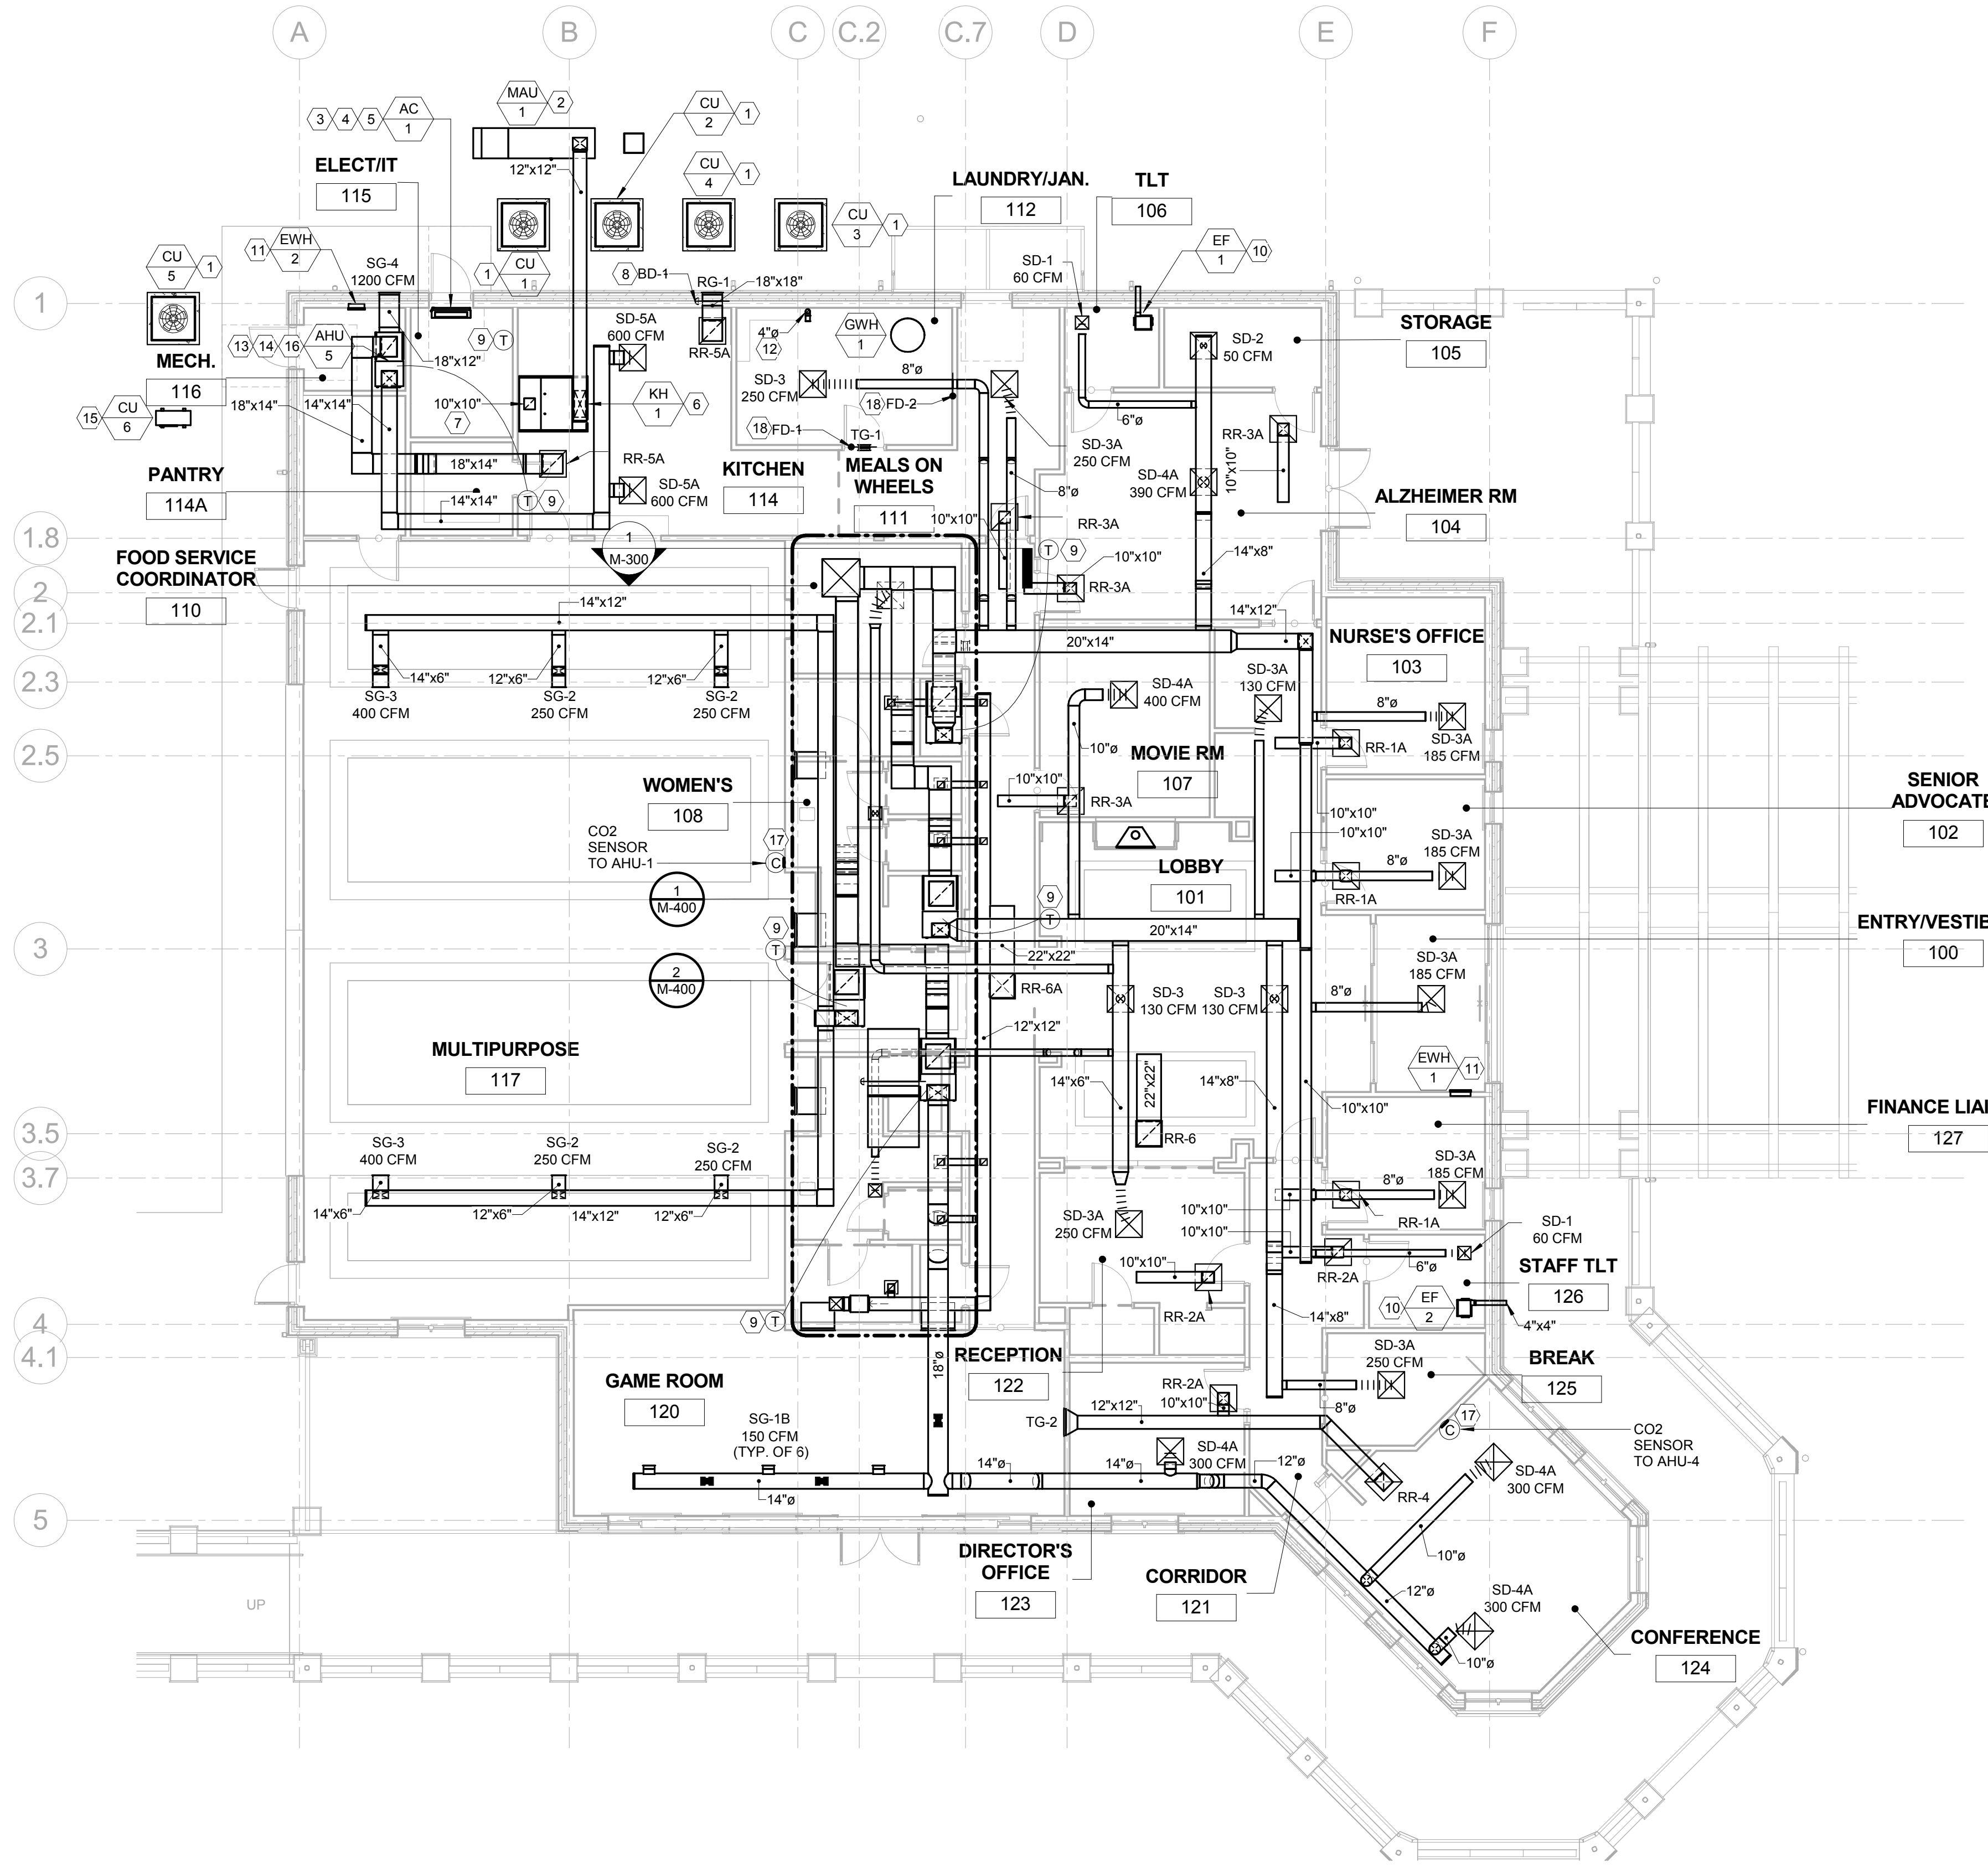 A
B
C
C.2
C.7
D
E
F
MAU
1
2
3
4
5
AC
1
CU
2
1
12"x12"
CU
4
1
ELECT/IT
115
LAUNDRY/JAN.
112
TLT
106
CU
3
1
CU
5
1
11
EWH
2
SG-4
1200 CFM
1
CU
1
8
BD-1
RG-1
18"x18"
SD-1
60 CFM
EF
1
10
1
SD-5A
600 CFM
4"ø
12
GWH
1
STORAGE
105
13
14
16
AHU
5
18"x12"
9
T
RR-5A
SD-2
50 CFM
MECH.
116
SD-3
250 CFM
8"ø
15
CU
6
18"x14"
14"x14"
10"x10"
7
KH
1
6
18
FD-2
6"ø
18
FD-1
TG-1
SD-3A
250 CFM
RR-3A
10"x10"
PANTRY
114A
18"x14"
RR-5A
KITCHEN
114
MEALS ON
WHEELS
111
SD-4A
390 CFM
8"ø
ALZHEIMER RM
104
SD-5A
600 CFM
14"x14"
T
9
10"x10"
RR-3A
1.8
FOOD SERVICE
COORDINATOR
110
1
M-300
T
9
10"x10"
RR-3A
14"x8"
2
2.1
14"x12"
14"x12"
20"x14"
NURSE'S OFFICE
103
2.3
14"x6"
12"x6"
12"x6"
SG-3
400 CFM
SG-2
250 CFM
SG-2
250 CFM
SD-4A
400 CFM
SD-3A
130 CFM
8"ø
10"ø
SD-3A
185 CFM
RR-1A
2.5
MOVIE RM
107
10"x10"
RR-3A
WOMEN'S
108
SENIOR
ADVOCATE
102
10"x10"
10"x10"
SD-3A
185 CFM
8"ø
RR-1A
CO2
SENSOR
TO AHU-1
17
C
LOBBY
101
1
M-400
9
T
9
T
3
20"x14"
22"x22"
ENTRY/VESTIB
100
2
M-400
RR-6A
SD-3
130 CFM
SD-3
130 CFM
SD-3A
185 CFM
8"ø
MULTIPURPOSE
117
12"x12"
EWH
1
11
14"x6"
22"x22"
14"x8"
10"x10"
FINANCE LIAI
127
3.5
RR-6
SG-3
400 CFM
SG-2
250 CFM
SG-2
250 CFM
3.7
14"x6"
12"x6"
14"x12"
12"x6"
SD-3A
185 CFM
8"ø
SD-3A
250 CFM
10"x10"
RR-1A
10"x10"
SD-1
60 CFM
10"x10"
RR-2A
6"ø
STAFF TLT
126
RR-2A
10
EF
2
4"x4"
9
T
4
14"x8"
4.1
RECEPTION
122
18"ø
SD-3A
250 CFM
BREAK
125
GAME ROOM
120
RR-2A
10"x10"
8"ø
SG-1B
150 CFM
(TYP. OF 6)
TG-2
12"x12"
17
C
CO2
SENSOR
TO AHU-4
SD-4A
300 CFM
14"ø
14"ø
14"ø
12"ø
SD-4A
300 CFM
RR-4
5
10"ø
DIRECTOR'S
OFFICE
123
CORRIDOR
121
12"ø
SD-4A
300 CFM
UP
CONFERENCE
124
10"ø